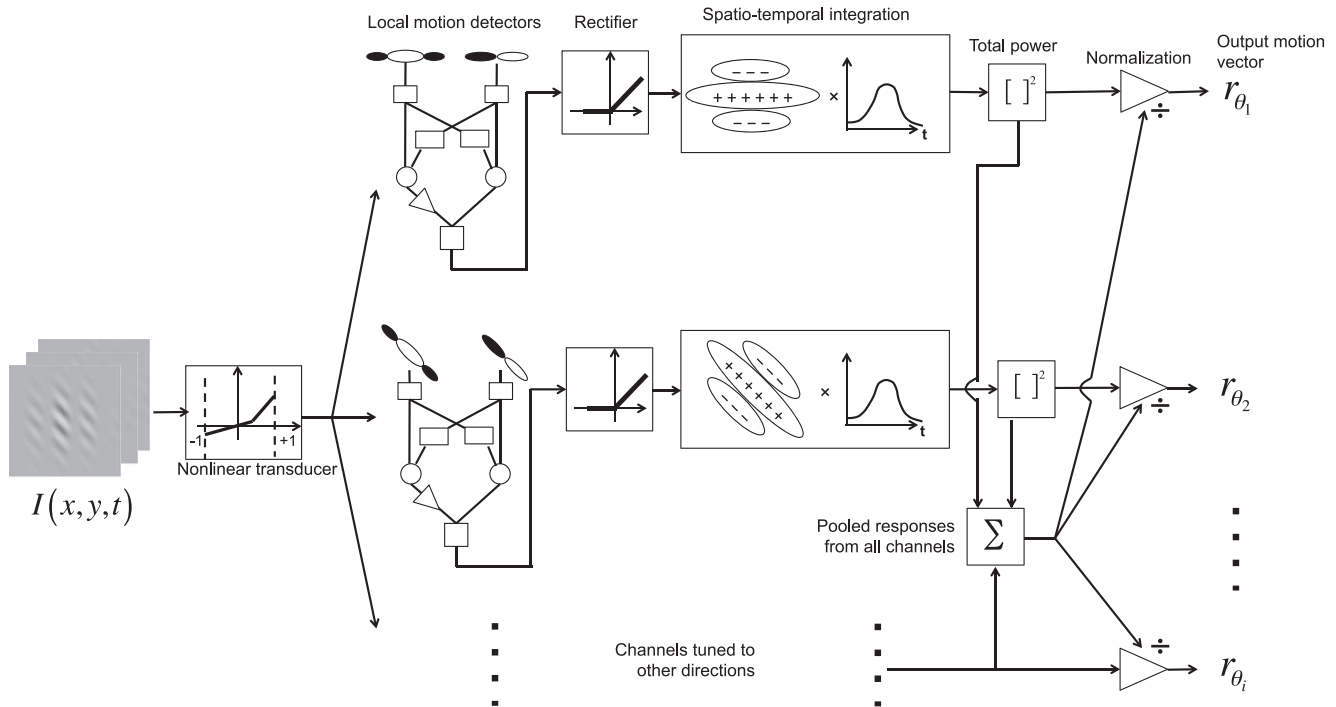 Local motion detectors
Rectifier
Spatio-temporal integration
Total power
Normalization
Output motion
vector
− − −
+ + + + + +
− − −
×
t
[ ]²
÷
r_θ₁
− − −
+ + + + + + +
− − −
×
t
[ ]²
÷
r_θ₂
-1
+1
Nonlinear transducer
I(x,y,t)
Pooled responses
from all channels
Σ
Channels tuned to
other directions
÷
r_θᵢ